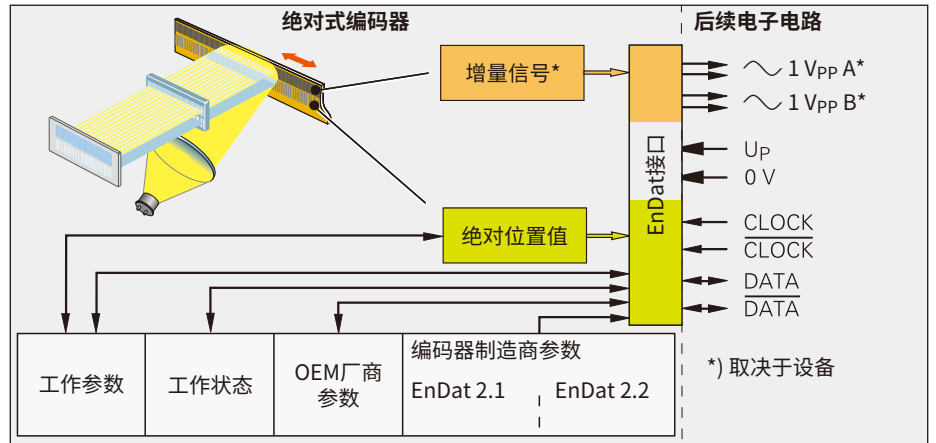 绝对式编码器
后续电子电路
增量信号*
1 VPP A*
1 VPP B*
EnDat接口
UP
0 V
绝对位置值
CLOCK
CLOCK
DATA
DATA
工作参数
工作状态
OEM厂商
参数
编码器制造商参数
EnDat 2.1
EnDat 2.2
*) 取决于设备